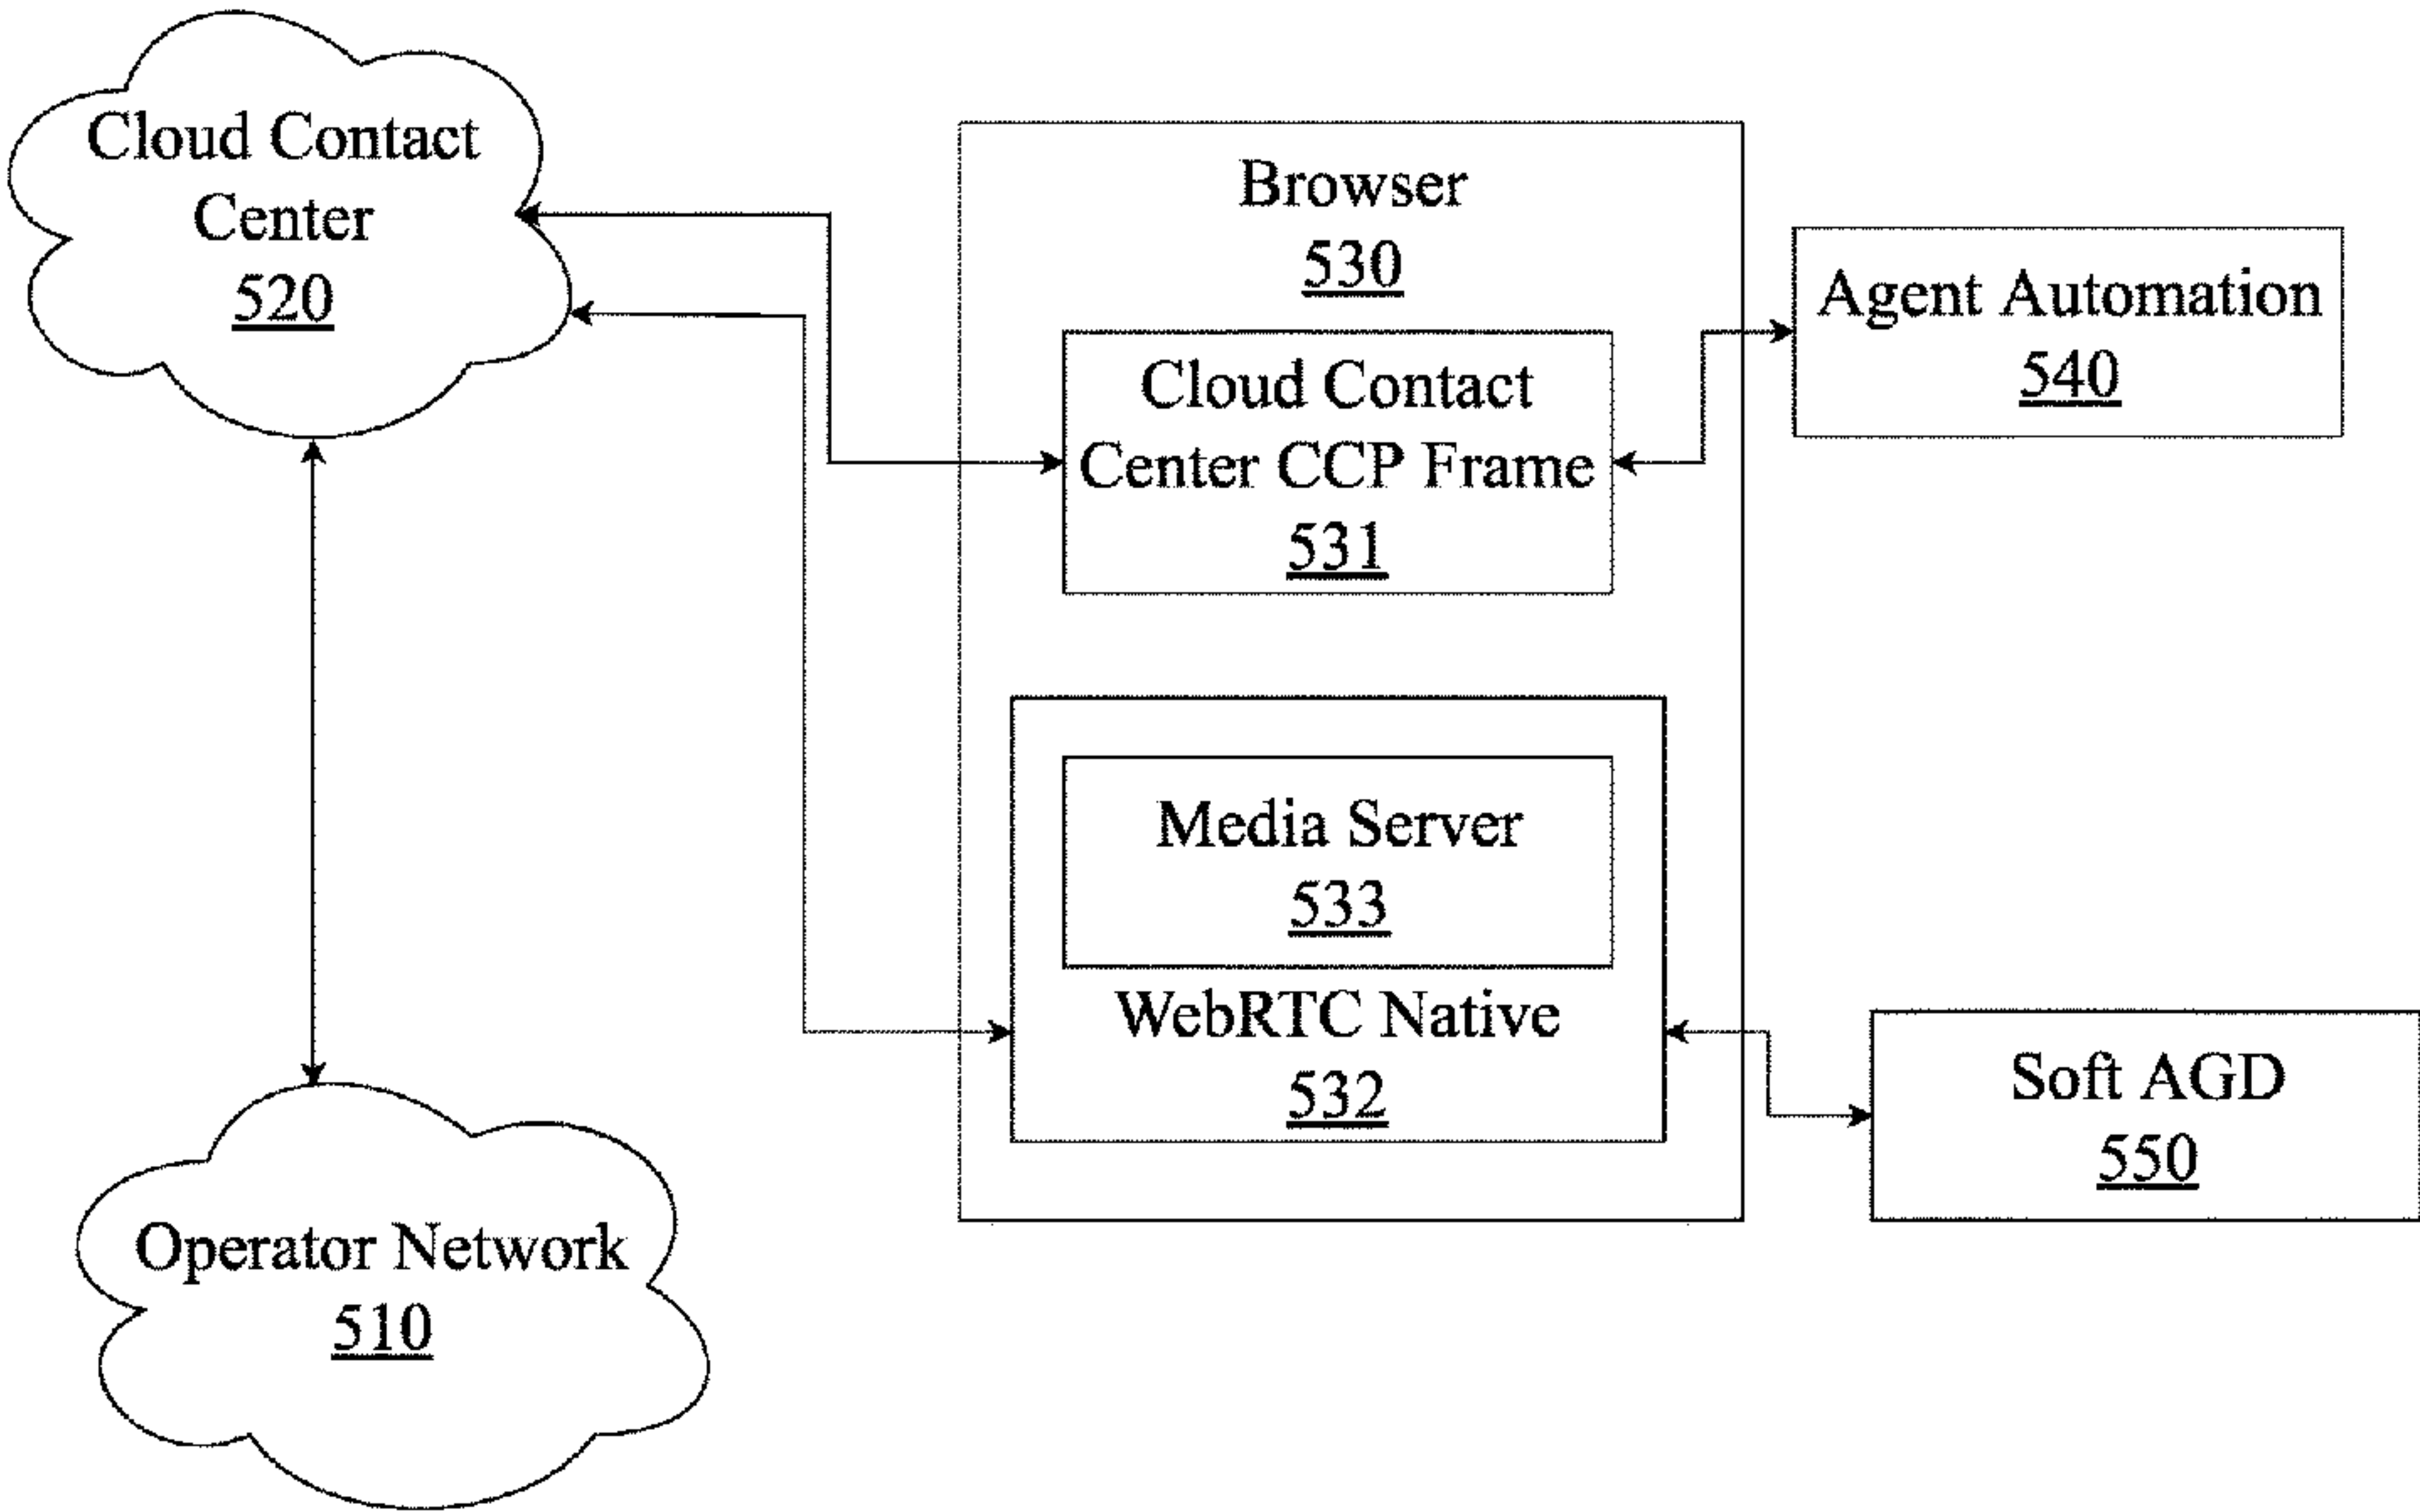 Cloud Contact
Center
520
Browser
530
Agent Automation
540
Cloud Contact
Center CCP Frame
531
Media Server
533
WebRTC Native
532
Soft AGD
550
Operator Network
510